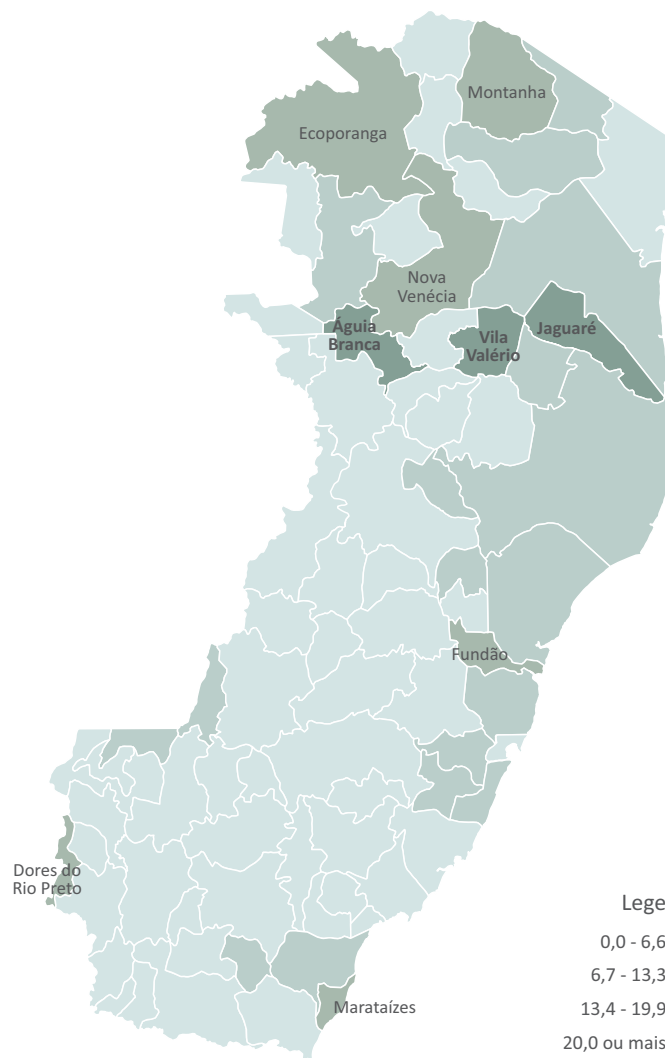 Montanha
Ecoporanga
Nova
Venécia
Águia
Branca
Vila
Valério
Jaguaré
Fundão
Dores do
Rio Preto
Marataízes
Lege
0,0 - 6,6
6,7 - 13,3
13,4 - 19,9
20,0 ou mais